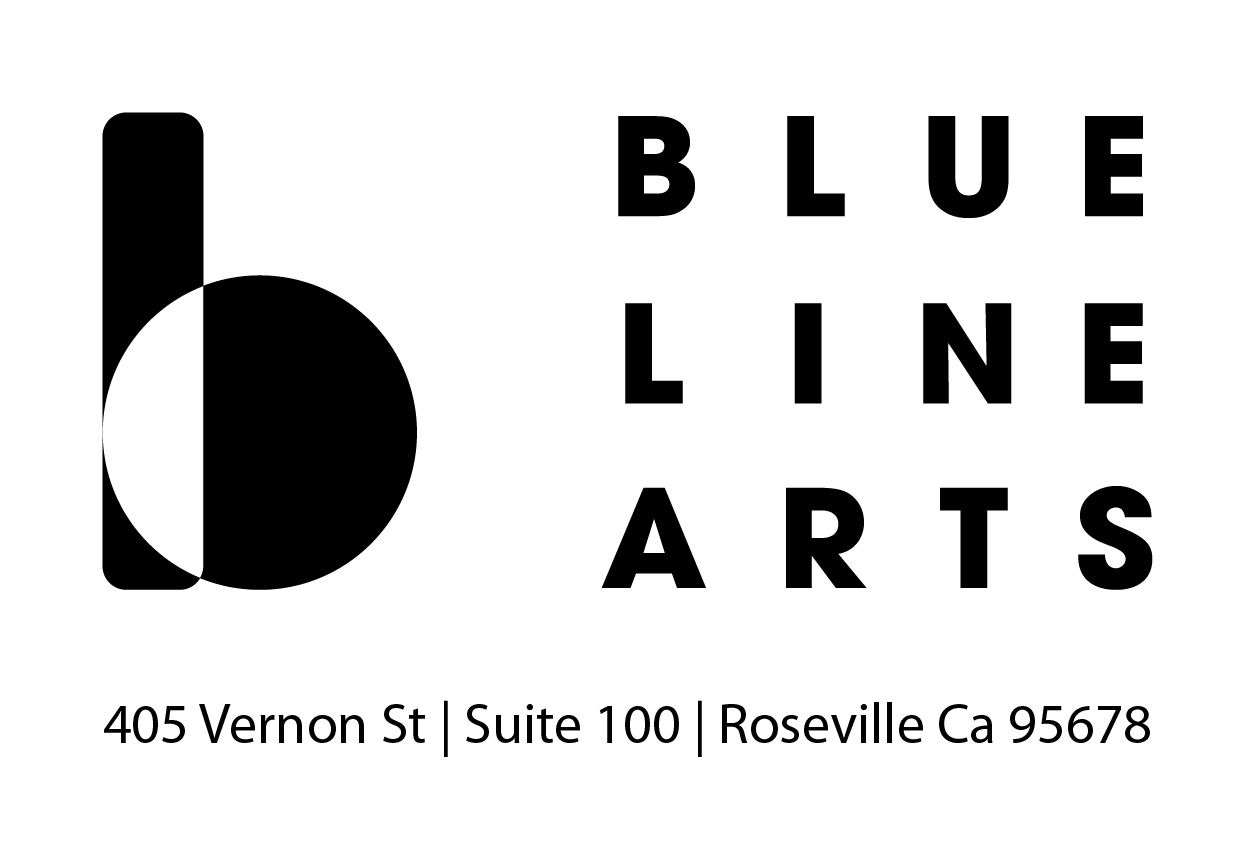 b
BLUE
LINE
ARTS
405 Vernon St | Suite 100 | Roseville Ca 95678